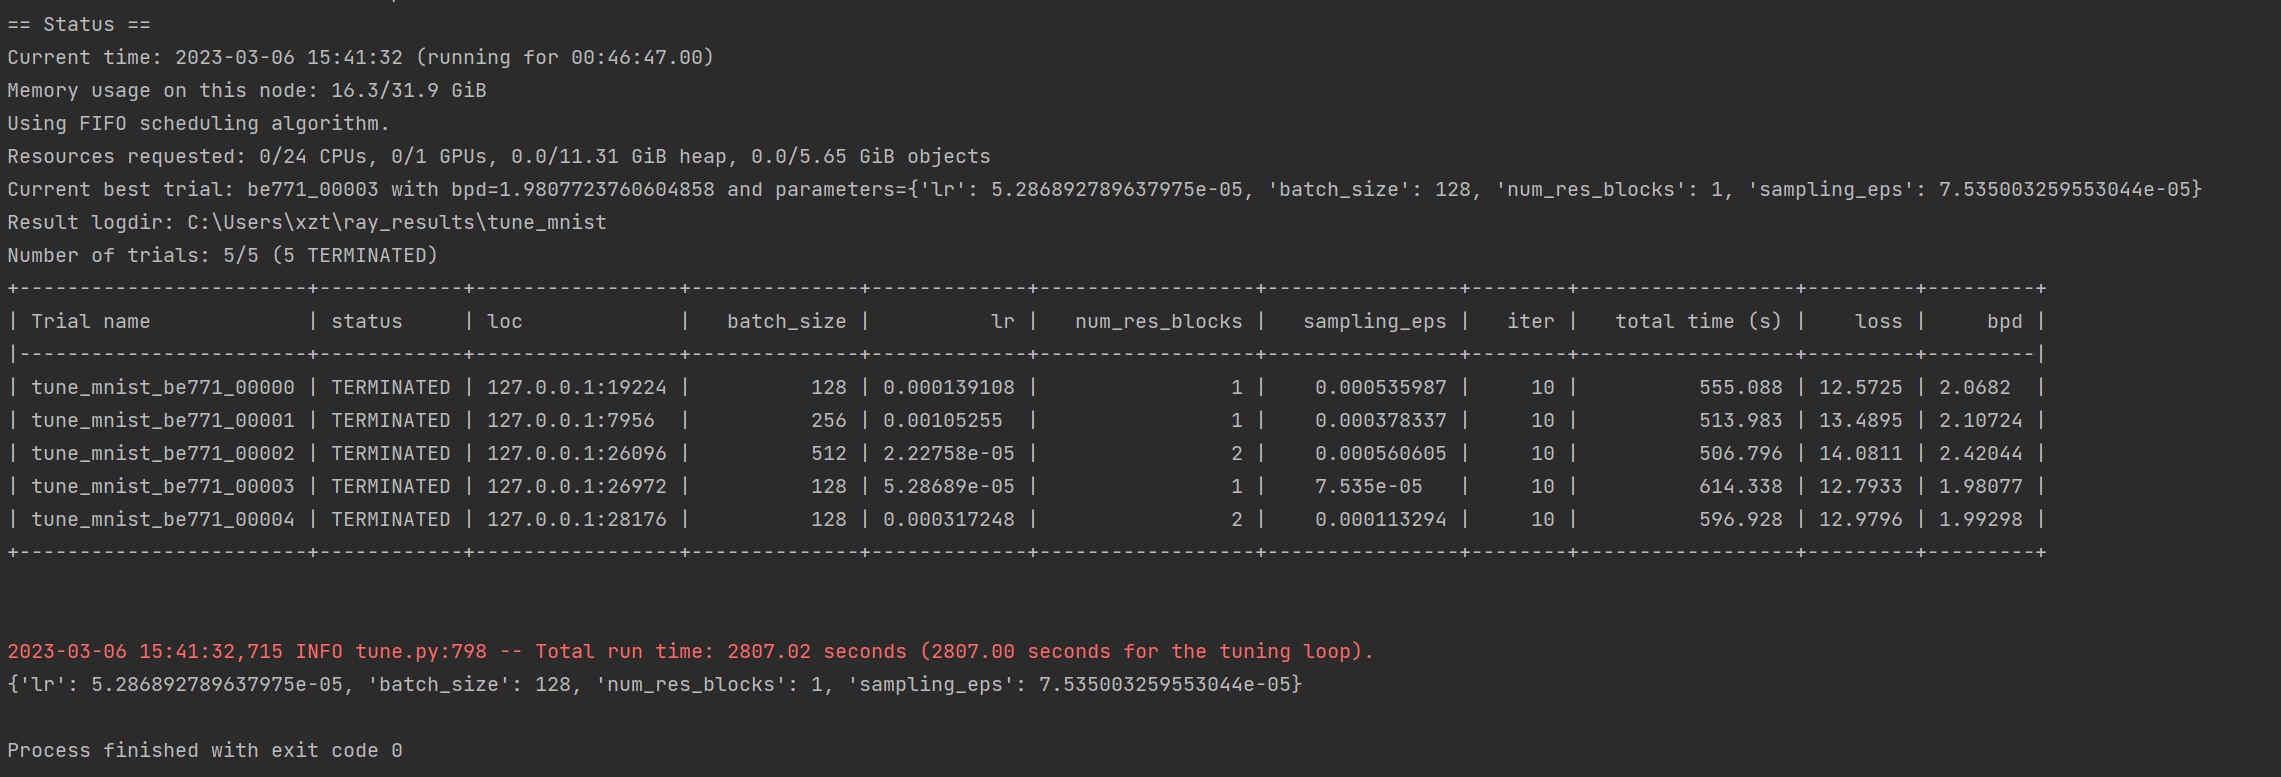 == Status ==
Current time: 2023-03-06 15:41:32 (running for 00:46:47.00)
Memory usage on this node: 16.3/31.9 GiB
Using FIFO scheduling algorithm.
Resources requested: 0/24 CPUs, 0/1 GPUs, 0.0/11.31 GiB heap, 0.0/5.65 GiB objects
Current best trial: be771_00003 with bpd=1.9807723760604858 and parameters={'lr': 5.286892789637975e-05, 'batch_size': 128, 'num_res_blocks': 1, 'sampling_eps': 7.535003259553044e-05}
Result logdir: C:\Users\xzt\ray_results\tune_mnist
Number of trials: 5/5 (5 TERMINATED)
+------------------------+------------+-----------------+--------------+-------------+------------------+----------------+--------+------------------+---------+---------+
| Trial name             | status     | loc             |   batch_size |          lr |   num_res_blocks |   sampling_eps |   iter |   total time (s) |    loss |     bpd |
|------------------------+------------+-----------------+--------------+-------------+------------------+----------------+--------+------------------+---------+---------|
| tune_mnist_be771_00000 | TERMINATED | 127.0.0.1:19224 |          128 | 0.000139108 |                1 |    0.000535987 |     10 |          555.088 | 12.5725 | 2.0682  |
| tune_mnist_be771_00001 | TERMINATED | 127.0.0.1:7956  |          256 | 0.00105255  |                1 |    0.000378337 |     10 |          513.983 | 13.4895 | 2.10724 |
| tune_mnist_be771_00002 | TERMINATED | 127.0.0.1:26096 |          512 | 2.22758e-05 |                2 |    0.000560605 |     10 |          506.796 | 14.0811 | 2.42044 |
| tune_mnist_be771_00003 | TERMINATED | 127.0.0.1:26972 |          128 | 5.28689e-05 |                1 |    7.535e-05   |     10 |          614.338 | 12.7933 | 1.98077 |
| tune_mnist_be771_00004 | TERMINATED | 127.0.0.1:28176 |          128 | 0.000317248 |                2 |    0.000113294 |     10 |          596.928 | 12.9796 | 1.99298 |
+------------------------+------------+-----------------+--------------+-------------+------------------+----------------+--------+------------------+---------+---------+
2023-03-06 15:41:32,715 INFO tune.py:798 -- Total run time: 2807.02 seconds (2807.00 seconds for the tuning loop).
{'lr': 5.286892789637975e-05, 'batch_size': 128, 'num_res_blocks': 1, 'sampling_eps': 7.535003259553044e-05}
Process finished with exit code 0